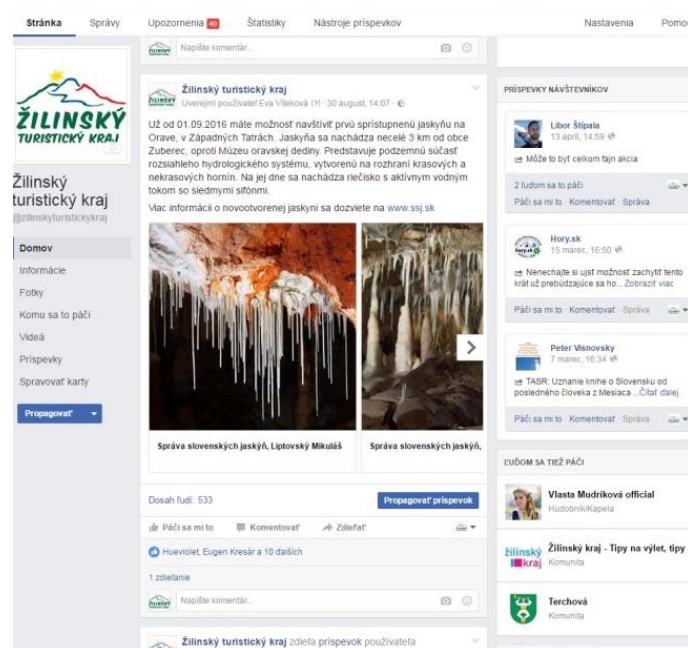 Stránka Správy Upozornenia 40 Štatistiky Nástroje príspevkov Nastavenia Pomo
Napíšte komentár...
ŽILINSKÝ
TURISTICKÝ KRAJ
Žilinský
turistický kraj
@zilinskyturistickykraj
Domov
Informácie
Fotky
Komu sa to páči
Videá
Príspevky
Spravovať karty
Propagovať
Žilinský turistický kraj
Uverejnil používateľ Eva Vileková [?] · 30 august, 14:07 ·
Už od 01.09.2016 máte možnosť navštíviť prvú sprístupnenú jaskyňu na
Orave, v Západných Tatrách. Jaskyňa sa nachádza necelé 3 km od obce
Zuberec, oproti Múzeu oravskej dediny. Predstavuje podzemnú súčasť
rozsiahleho hydrologického systému, vytvorenú na rozhraní krasových a
nekrasových hornín. Na jej dne sa nachádza riečisko s aktívnym vodným
tokom so siedmymi sifónmi.
Viac informácií o novootvorenej jaskyni sa dozviete na www.ssj.sk
Správa slovenských jaskýň, Liptovský Mikuláš
Správa slovenských jaskýň,
Dosah ľudí: 533
Propagovať príspevok
Páči sa mi to Komentovať Zdieľať
Hueviolet, Eugen Kresár a 10 ďalších
1 zdieľanie
Napíšte komentár...
Žilinský turistický kraj zdieľa príspevok používateľa
PRÍSPEVKY NÁVŠTEVNÍKOV
Libor Štípala
13 apríl, 14:59
Môže to byť celkom fajn akcia
2 ľuďom sa to páči
Páči sa mi to · Komentovať · Správa
Hory.sk
15 marec, 16:50
Nenechajte si ujsť možnosť zachytiť tento
krát už prebúdzajúce sa ho... Zobraziť viac
Páči sa mi to · Komentovať · Správa
Peter Visnovsky
7 marec, 16:34
TASR: Uznanie knihe o Slovensku od
posledného človeka z Mesiaca ...Čítať ďalej
Páči sa mi to · Komentovať · Správa
ĽUĎOM SA TIEŽ PÁČI
Vlasta Mudríková official
Hudobník/Kapela
žilinský
kraj
Žilinský kraj - Tipy na výlet, tipy
Komunita
Terchová
Komunita